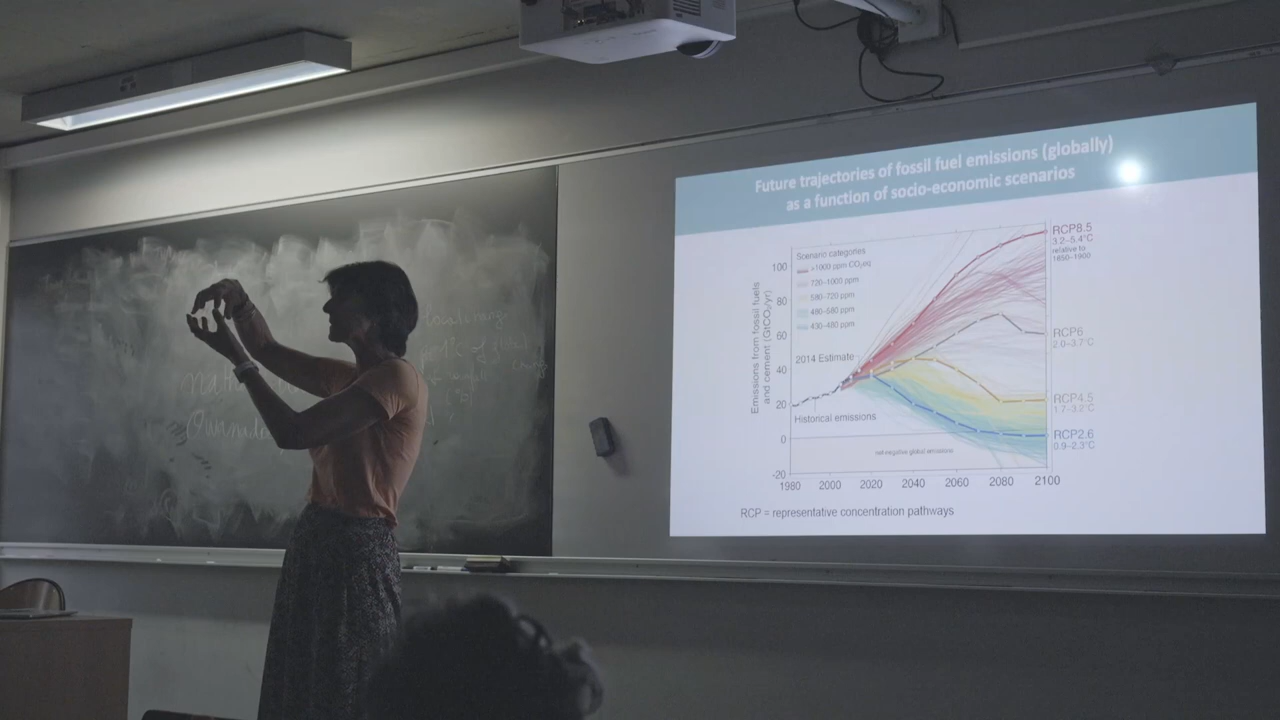 Future trajectories of fossil fuel emissions (globally)
as a function of socio-economic scenarios
Scenario categories
>1000 ppm CO₂eq
720–1000 ppm
580–720 ppm
480–580 ppm
430–480 ppm
Emissions from fossil fuels
and cement (GtCO₂/yr)
100
80
60
40
20
0
-20
2014 Estimate
Historical emissions
net-negative global emissions
1980 2000 2020 2040 2060 2080 2100
RCP8.5
3.2–5.4°C
relative to
1850–1900
RCP6
2.0–3.7°C
RCP4.5
1.7–3.2°C
RCP2.6
0.9–2.3°C
RCP = representative concentration pathways